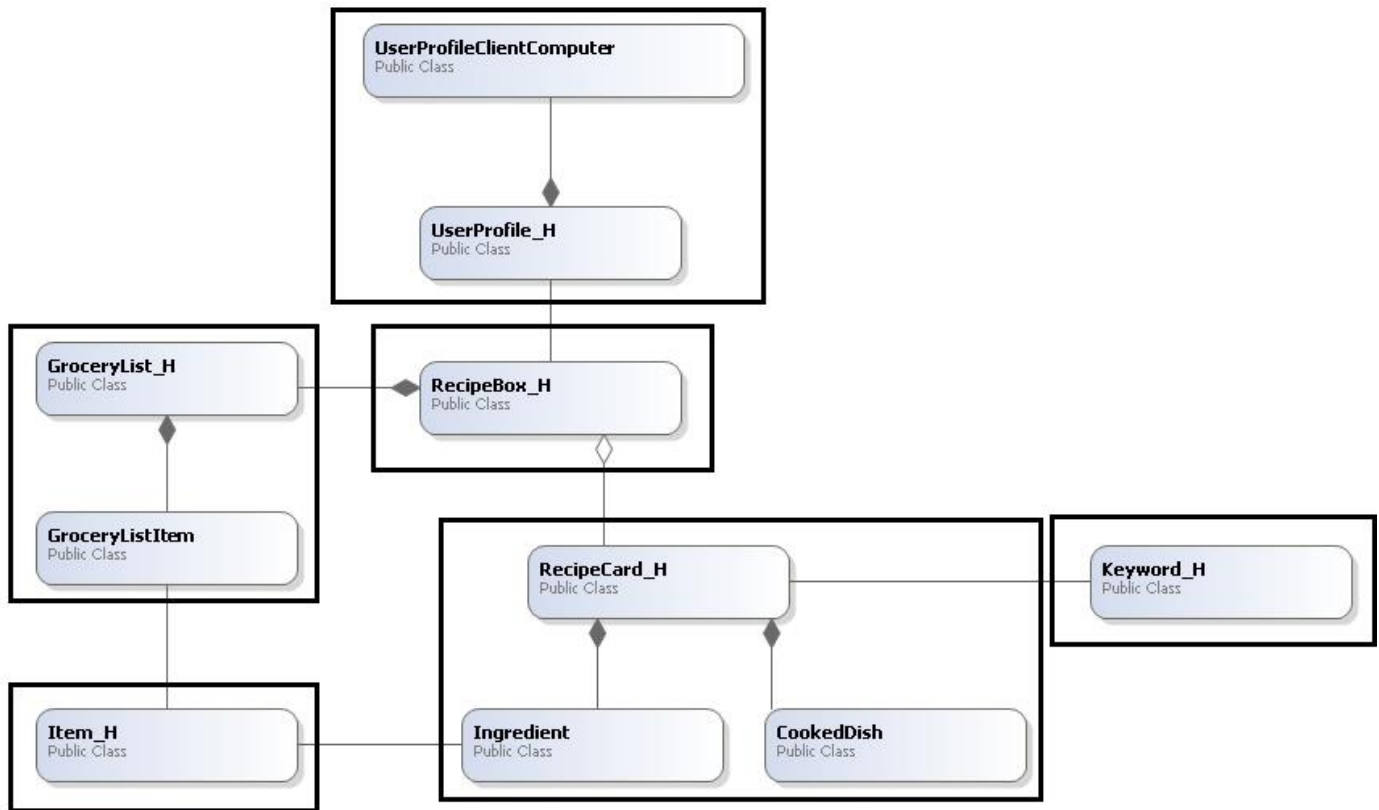 UserProfileClientComputer
Public Class
UserProfile_H
Public Class
GroceryList_H
Public Class
RecipeBox_H
Public Class
GroceryListItem
Public Class
RecipeCard_H
Public Class
Keyword_H
Public Class
Item_H
Public Class
Ingredient
Public Class
CookedDish
Public Class